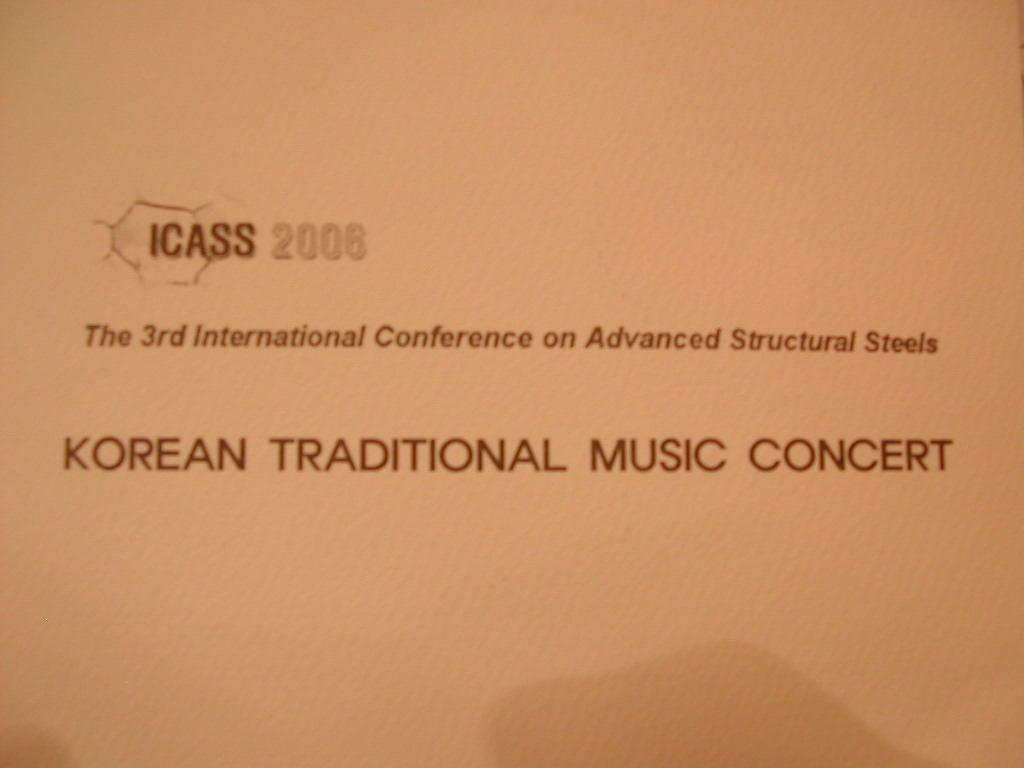 ICASS 2006
The 3rd International Conference on Advanced Structural Steels
KOREAN TRADITIONAL MUSIC CONCERT